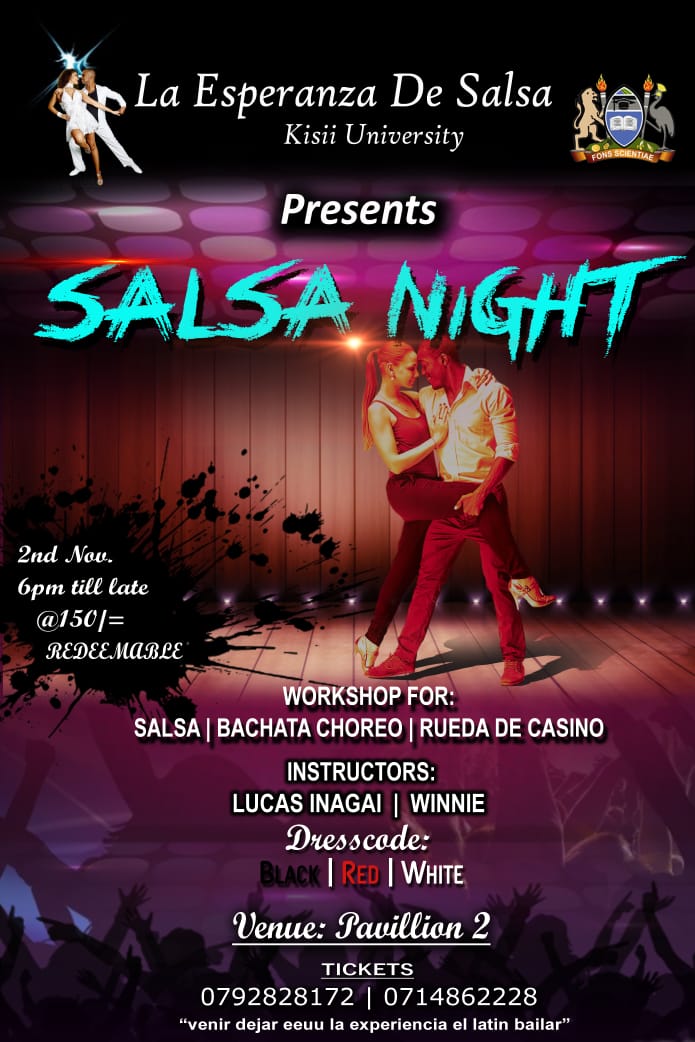 La Esperanza De Salsa
Kisii University
FONS SCIENTIAE
Presents
SALSA NiGHT
2nd Nov.
6pm till late
@150/=
REDEEMABLE
WORKSHOP FOR:
SALSA | BACHATA CHOREO | RUEDA DE CASINO
INSTRUCTORS:
LUCAS INAGAI | WINNIE
Dresscode:
BLACK | RED | WHITE
Venue: Pavillion 2
TICKETS
0792828172 | 0714862228
“venir dejar eeuu la experiencia el latin bailar”